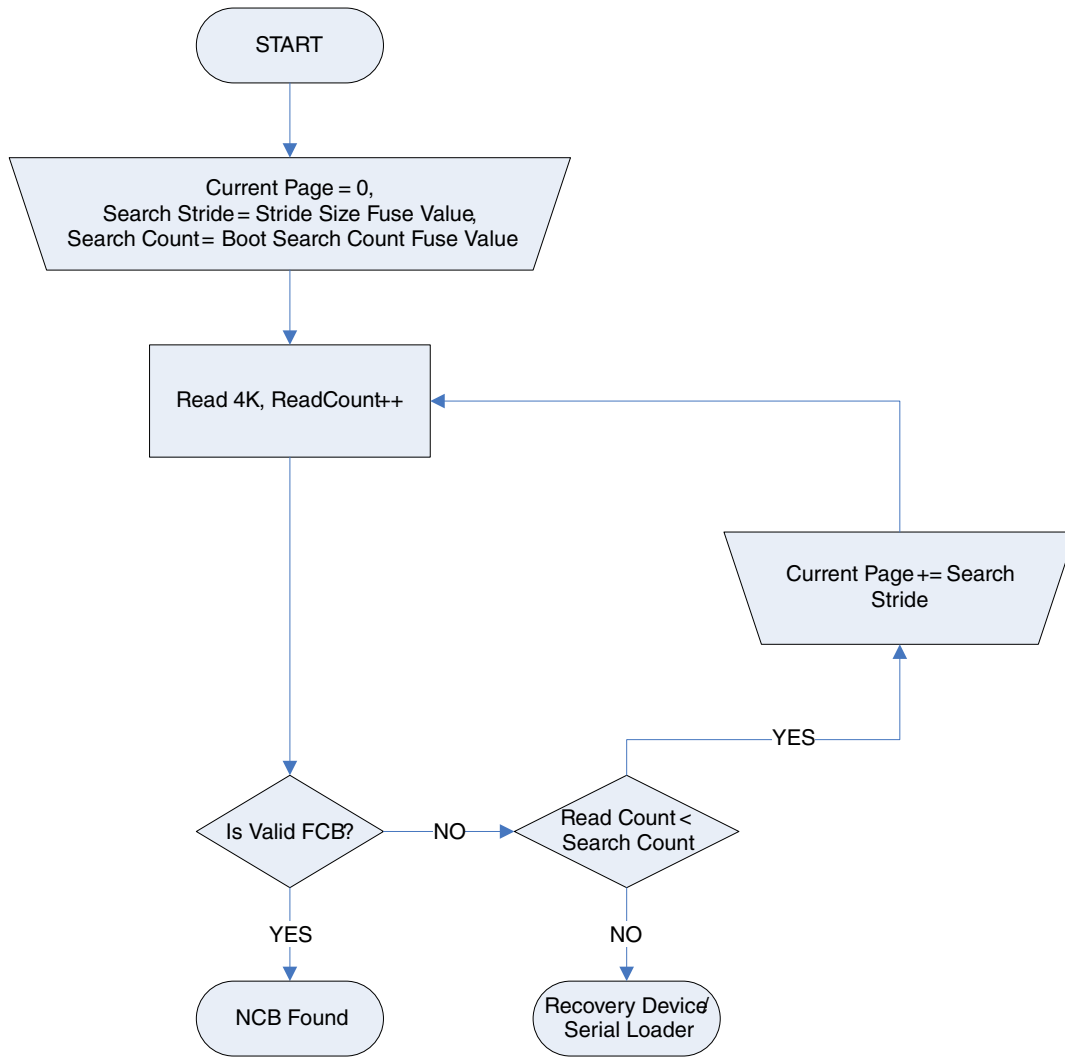 START
Current Page = 0,
Search Stride= Stride Size Fuse Value,
Search Count= Boot Search Count Fuse Value
Read 4K, ReadCount++
Current Page += Search
Stride
YES
Is Valid FCB?
NO
Read Count <
Search Count
YES
NO
NCB Found
Recovery Device/
Serial Loader